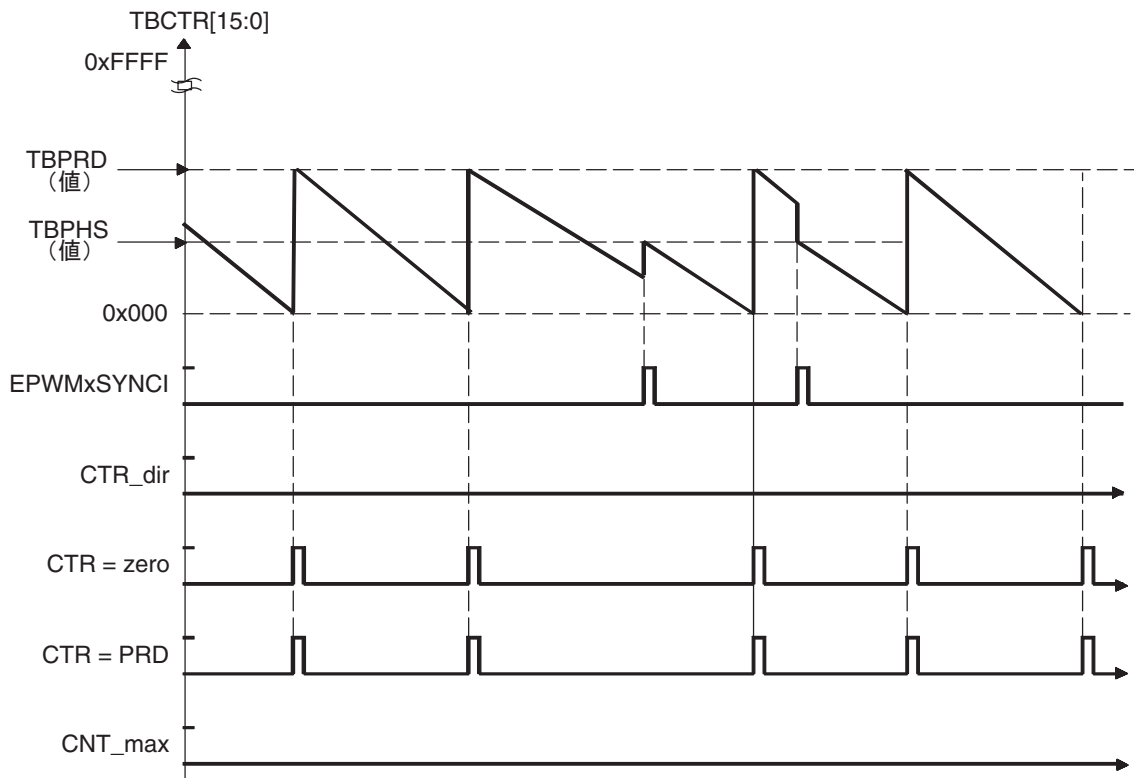 TBCTR[15:0]
0xFFFF
TBPRD
（値）
TBPHS
（値）
0x000
EPWMxSYNCI
CTR_dir
CTR = zero
CTR = PRD
CNT_max